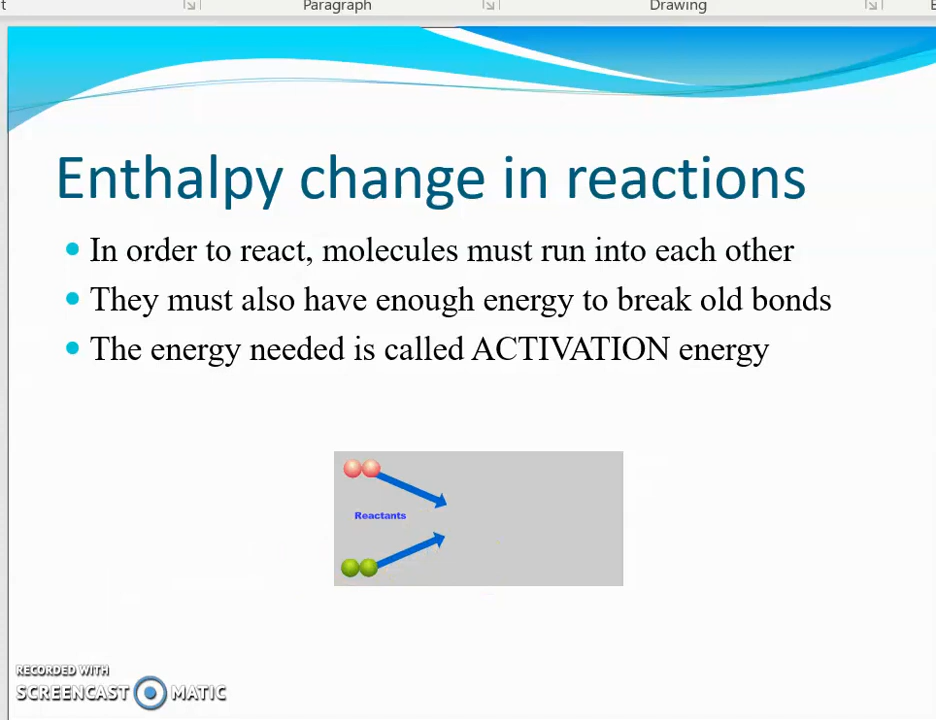 Paragraph
Drawing
Enthalpy change in reactions
In order to react, molecules must run into each other
They must also have enough energy to break old bonds
The energy needed is called ACTIVATION energy
Reactants
RECORDED WITH
SCREENCAST MATIC